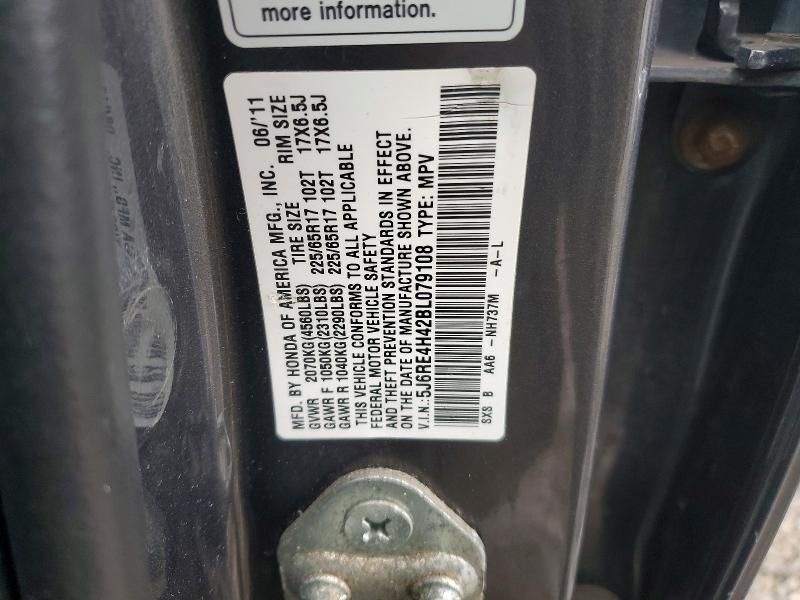 more information.
MFD. BY HONDA OF AMERICA MFG., INC. 06/'11
GVWR 2070KG(4560LBS) TIRE SIZE RIM SIZE
GAWR F 1050KG(2310LBS) 225/65R17 102T 17X6.5J
GAWR R 1040KG(2290LBS) 225/65R17 102T 17X6.5J
THIS VEHICLE CONFORMS TO ALL APPLICABLE
FEDERAL MOTOR VEHICLE SAFETY
AND THEFT PREVENTION STANDARDS IN EFFECT
ON THE DATE OF MANUFACTURE SHOWN ABOVE.
V.I.N.: 5J6RE4H42BL079108 TYPE: MPV
SXS B AA6 -NH737M -A-L